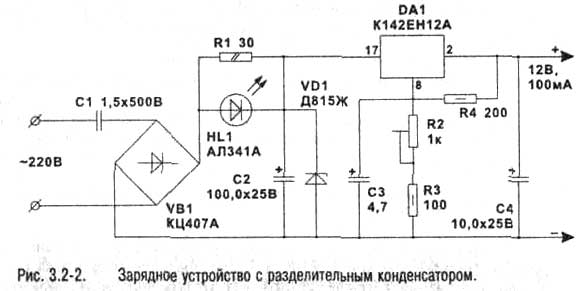 DA1
К142ЕН12А
R1 30
17
2
8
+
12В,
100мА
C1 1,5х500В
VD1
Д815Ж
R4 200
HL1
АЛ341А
R2
1к
~220В
+
C2
100,0х25В
+
C3
4,7
R3
100
+
C4
10,0х25В
VB1
КЦ407А
–
Рис. 3.2-2. Зарядное устройство с разделительным конденсатором.